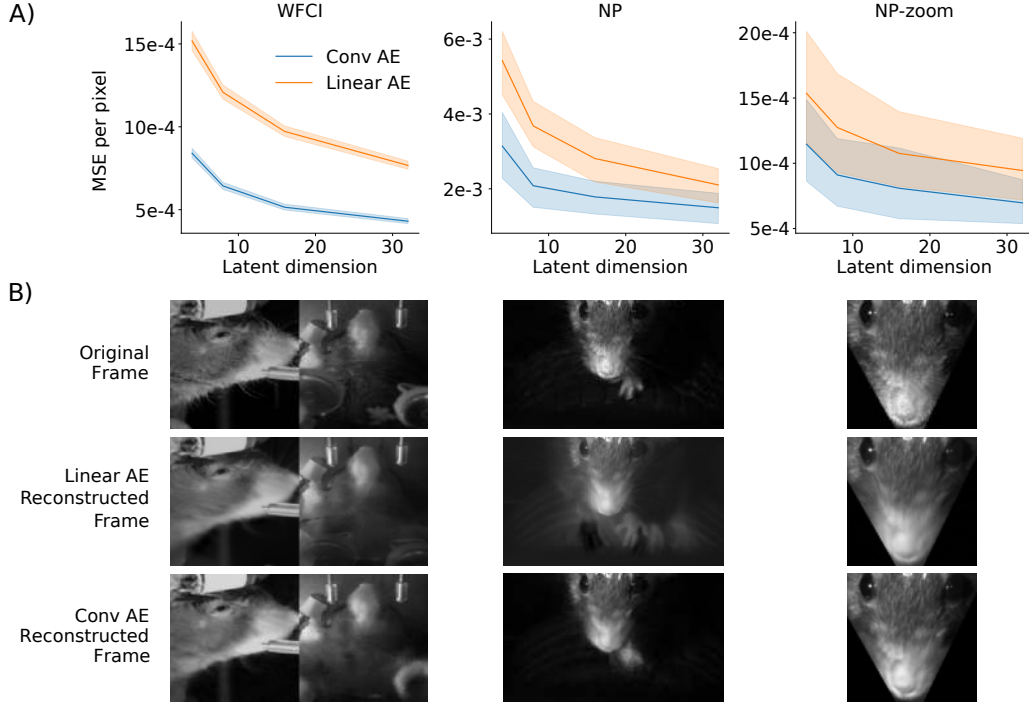 A)
WFCI
NP
NP-zoom
MSE per pixel
15e-4
10e-4
5e-4
Conv AE
Linear AE
10
20
30
Latent dimension
6e-3
4e-3
2e-3
10
20
30
Latent dimension
20e-4
15e-4
10e-4
5e-4
10
20
30
Latent dimension
B)
Original
Frame
Linear AE
Reconstructed
Frame
Conv AE
Reconstructed
Frame